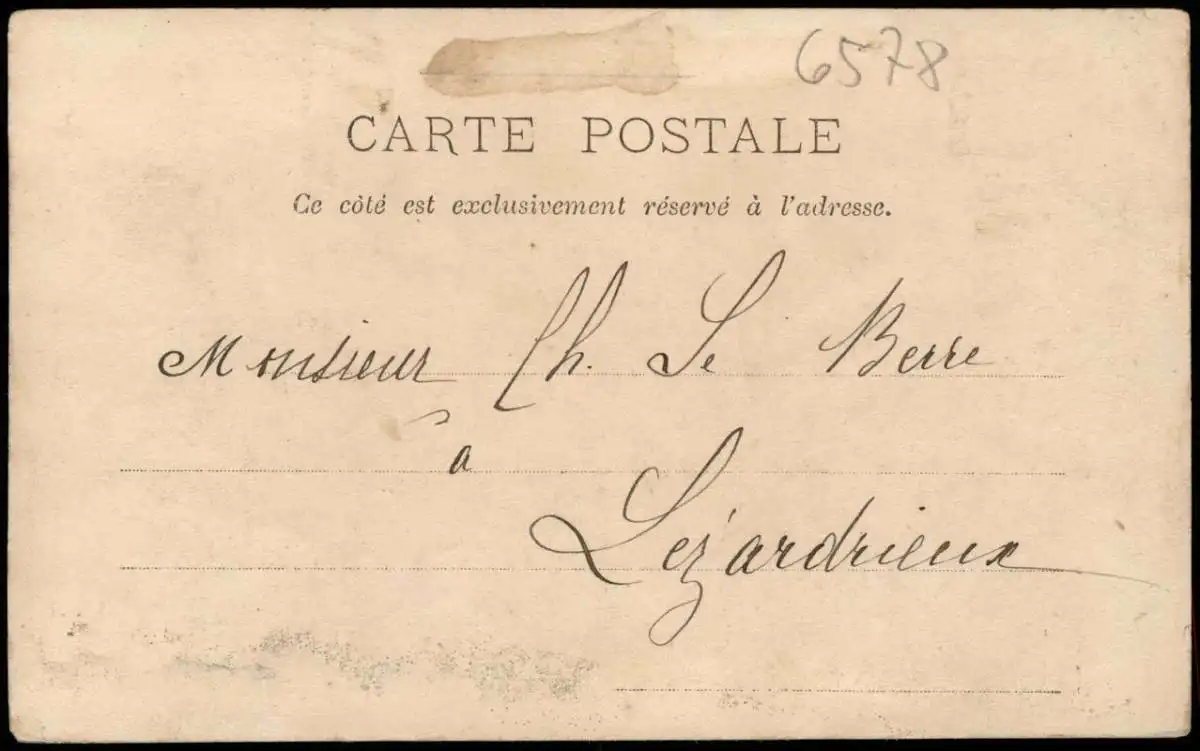 6578
CARTE POSTALE
Ce côté est exclusivement réservé à l'adresse.
Monsieur Ch. Le Berre
à
Lézardrieux